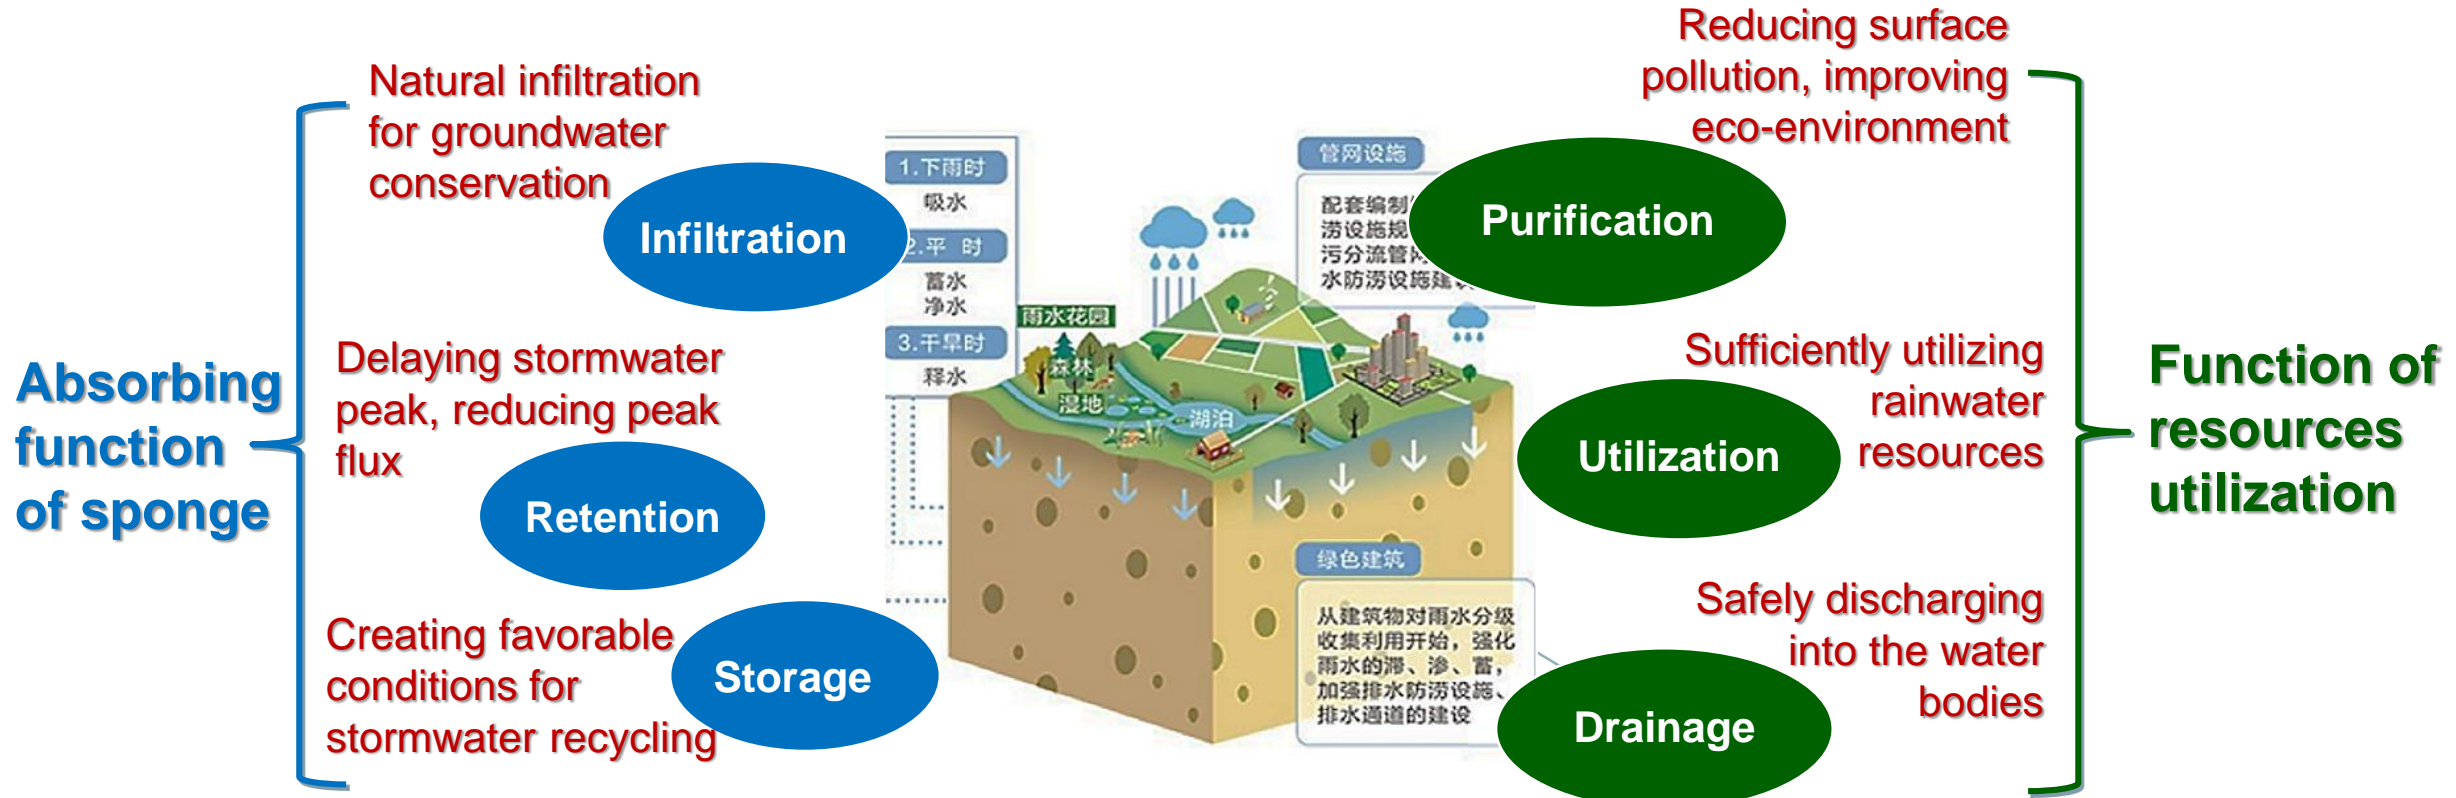 Absorbing
function
of sponge
Natural infiltration
for groundwater
conservation
Infiltration
Delaying stormwater
peak, reducing peak
flux
Retention
Creating favorable
conditions for
stormwater recycling
Storage
1.下雨时
吸水
2.平 时
蓄水
净水
3.干旱时
释水
雨水花园
森林
湿地
湖泊
管网设施
配套编制
涝设施规
污分流管网
水防涝设施建
绿色建筑
从建筑物对雨水分级
收集利用开始，强化
雨水的滞、渗、蓄，
加强排水防涝设施、
排水通道的建设
Reducing surface
pollution, improving
eco-environment
Purification
Sufficiently utilizing
rainwater
resources
Utilization
Safely discharging
into the water
bodies
Drainage
Function of
resources
utilization